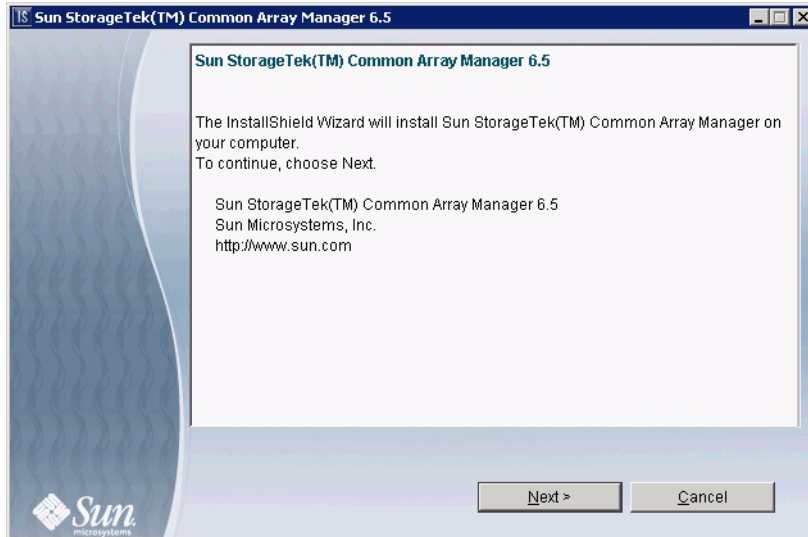 Sun StorageTek(TM) Common Array Manager 6.5
Sun StorageTek(TM) Common Array Manager 6.5
The InstallShield Wizard will install Sun StorageTek(TM) Common Array Manager on
your computer.
To continue, choose Next.
Sun StorageTek(TM) Common Array Manager 6.5
Sun Microsystems, Inc.
http://www.sun.com
Next >
Cancel
Sun
microsystems